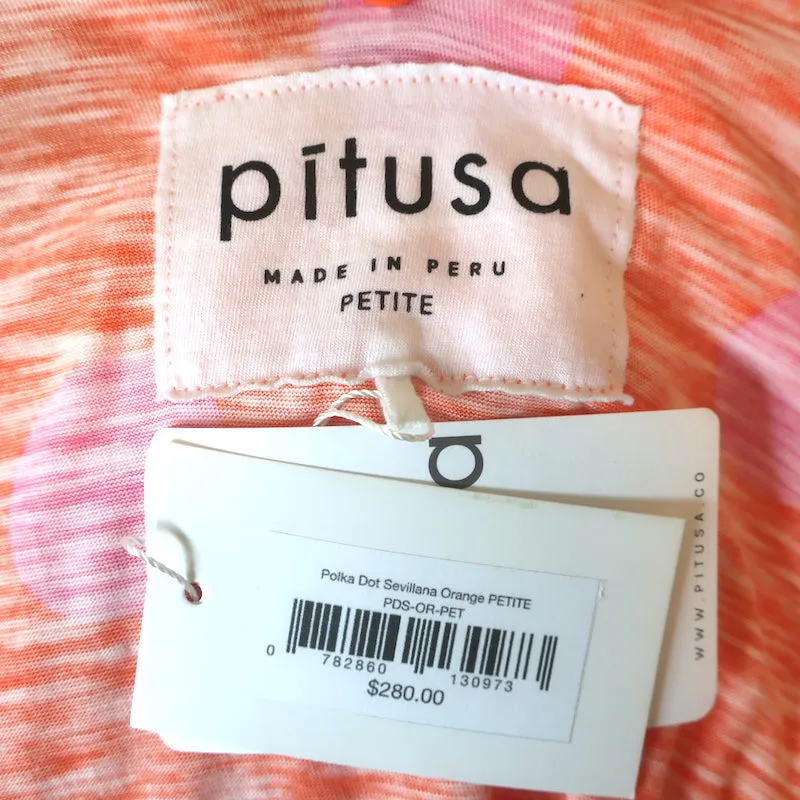 pītusa
MADE IN PERU
PETITE
a
WWW.PITUSA.CO
Polka Dot Sevillana Orange PETITE
PDS-OR-PET
0 782860 130973
$280.00